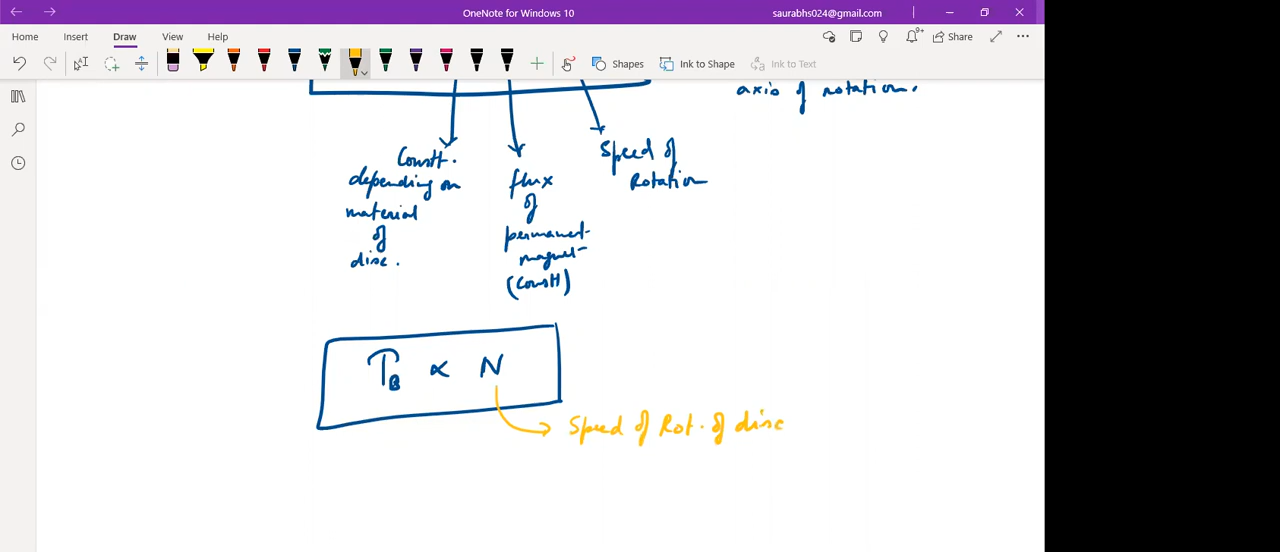 OneNote for Windows 10
saurabhs024@gmail.com
Home Insert Draw View Help
9+
Share
Shapes
Ink to Shape
Ink to Text
axis of rotation.
Constt.
depending on
material
of
disc.
flux
of
permanent
magnet
(Constt)
Speed of
Rotation
T_B ∝ N
Speed of Rot. of disc